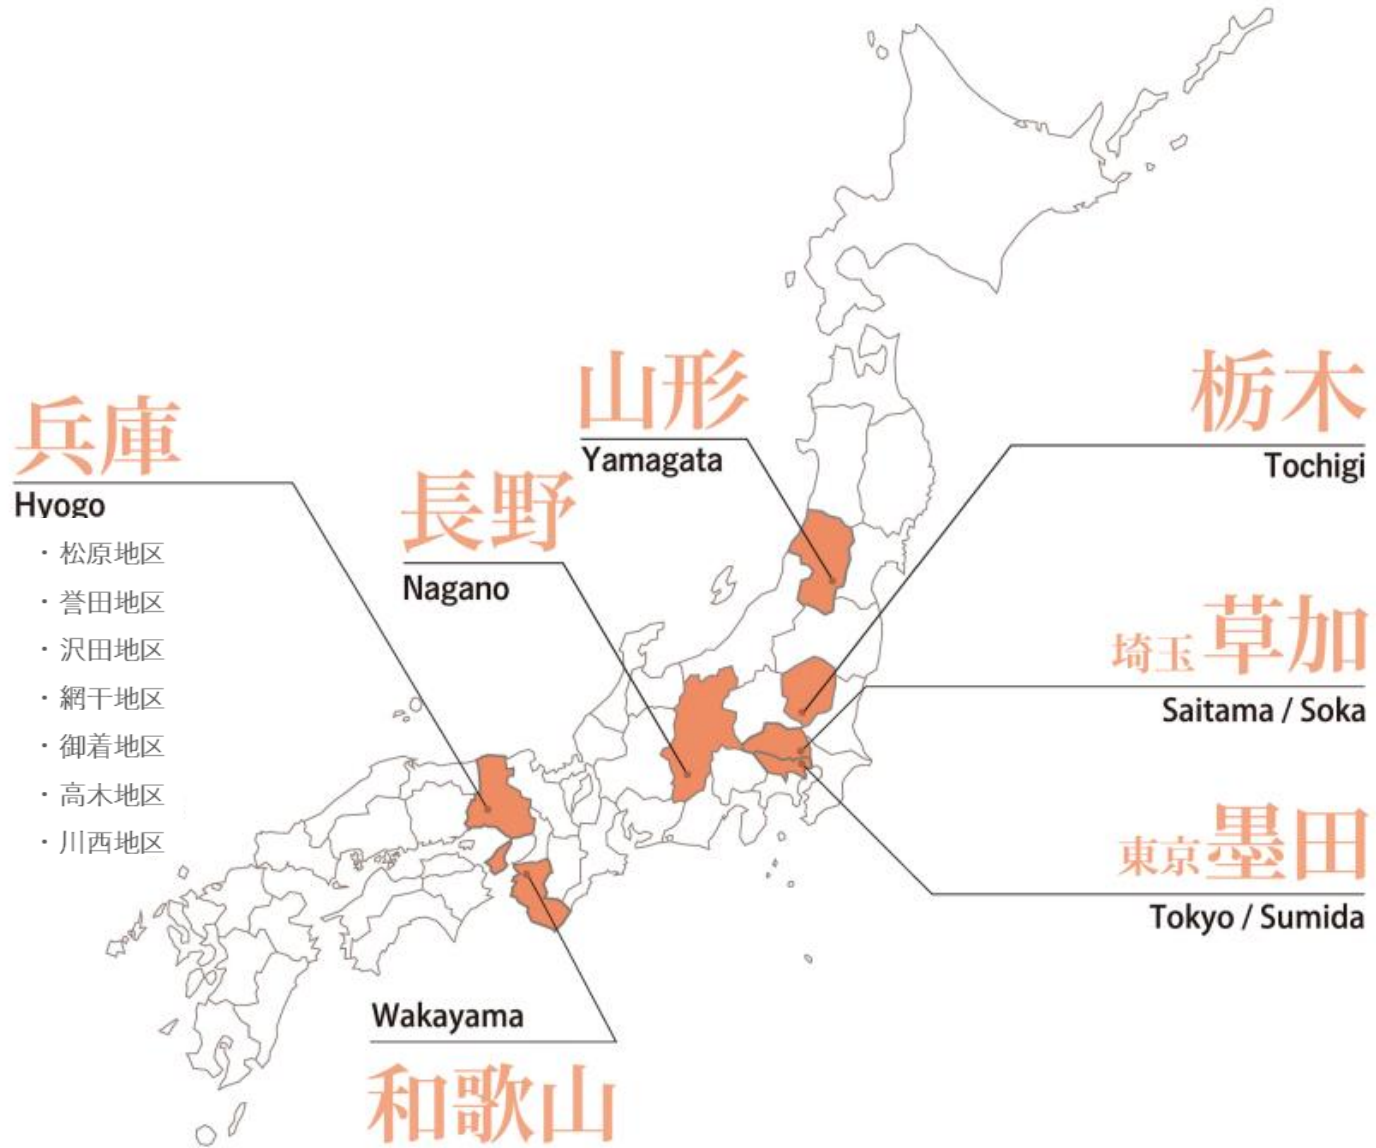 兵庫
Hyogo
・松原地区
・誉田地区
・沢田地区
・網干地区
・御着地区
・高木地区
・川西地区
長野
Nagano
山形
Yamagata
栃木
Tochigi
埼玉 草加
Saitama / Soka
東京 墨田
Tokyo / Sumida
Wakayama
和歌山